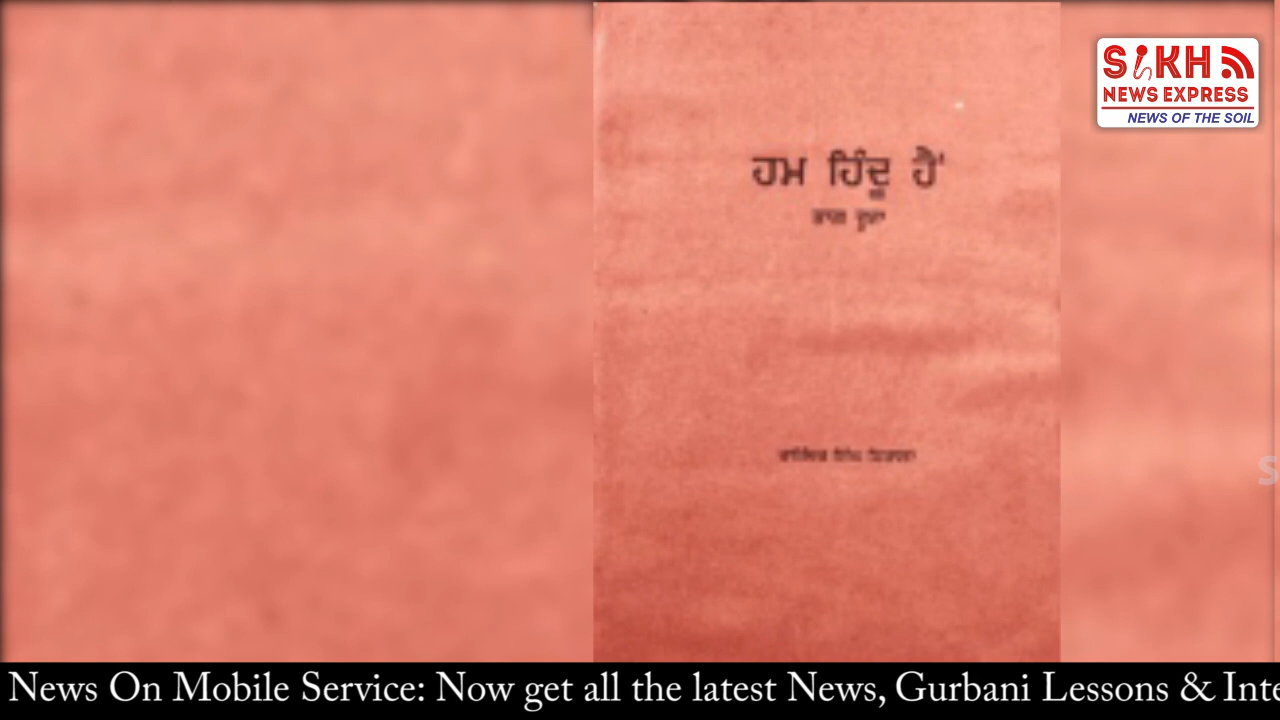 SIKH
NEWS EXPRESS
NEWS OF THE SOIL
ਹਮ ਹਿੰਦੂ ਹੈਂ
ਭਾਗ ਦੂਜਾ
News On Mobile Service: Now get all the latest News, Gurbani Lessons & Inte